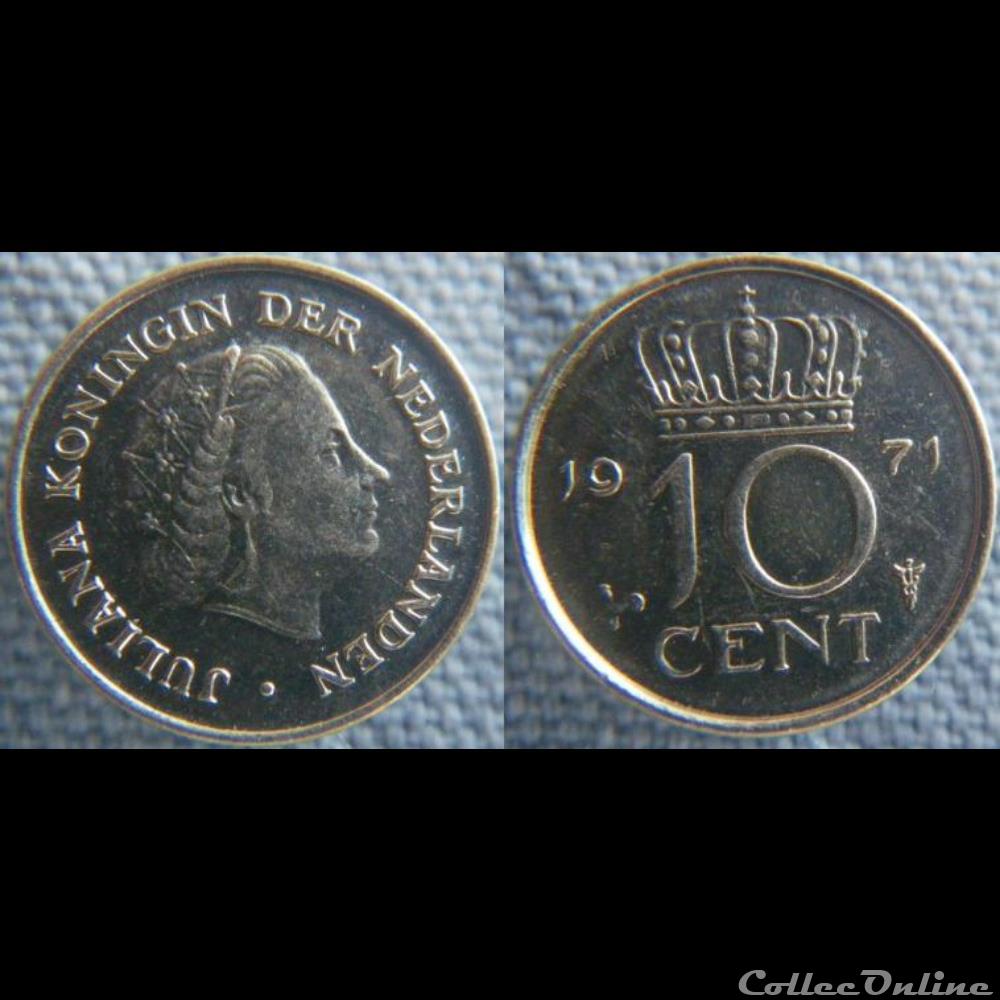 JULIANA KONINGIN DER NEDERLANDEN •
19 71
10
CENT
CollecOnline